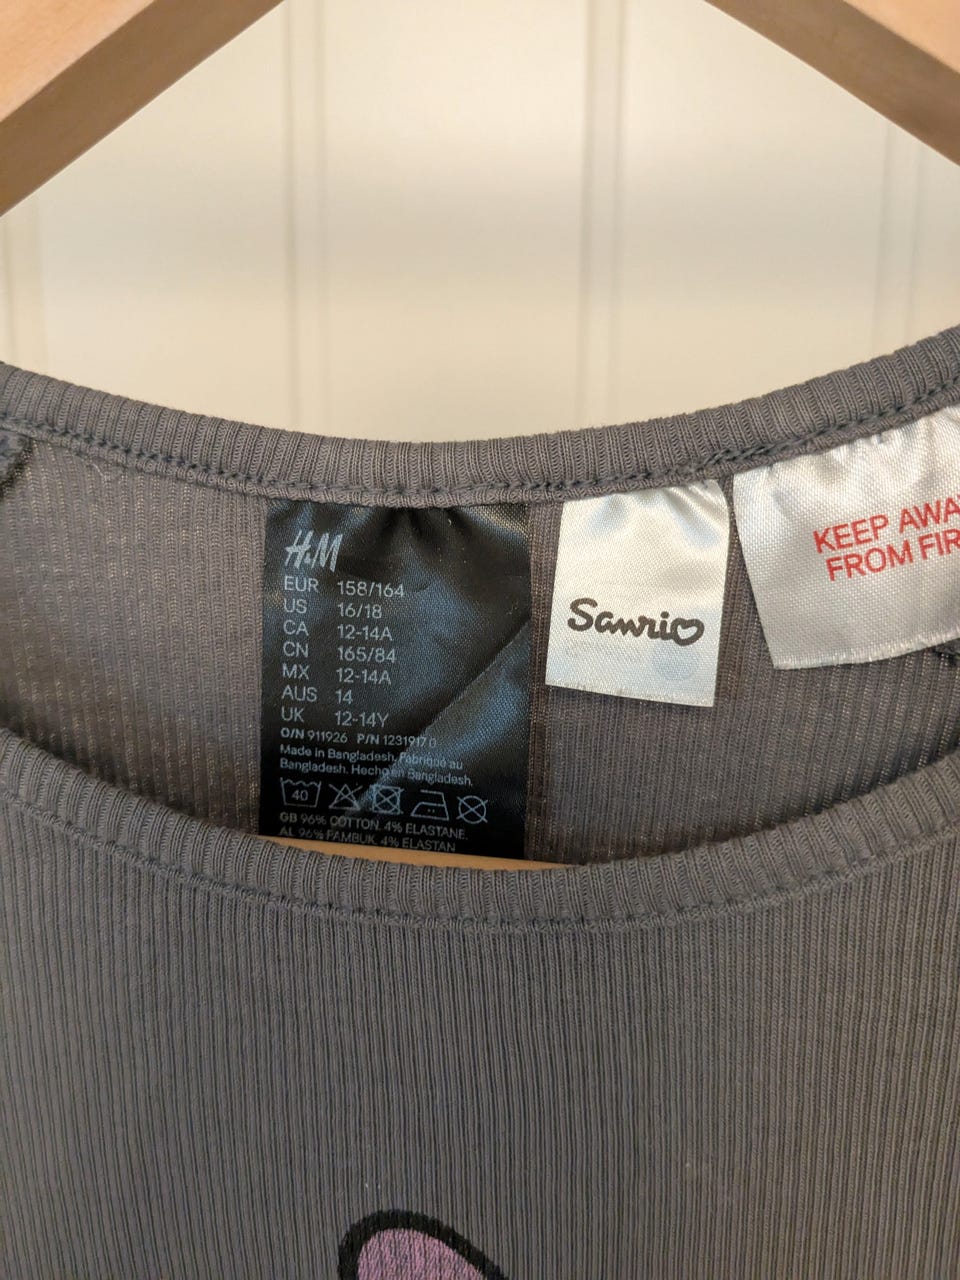 H&M
EUR 158/164
US 16/18
CA 12-14A
CN 165/84
MX 12-14A
AUS 14
UK 12-14Y
O/N 911926 P/N 1231917 0
Made in Bangladesh. Fabriqué au
Bangladesh. Hecho en Bangladesh.
40
GB 96% COTTON. 4% ELASTANE.
AL 96% PAMBUK. 4% ELASTAN
Sanrio
KEEP AWA
FROM FIR